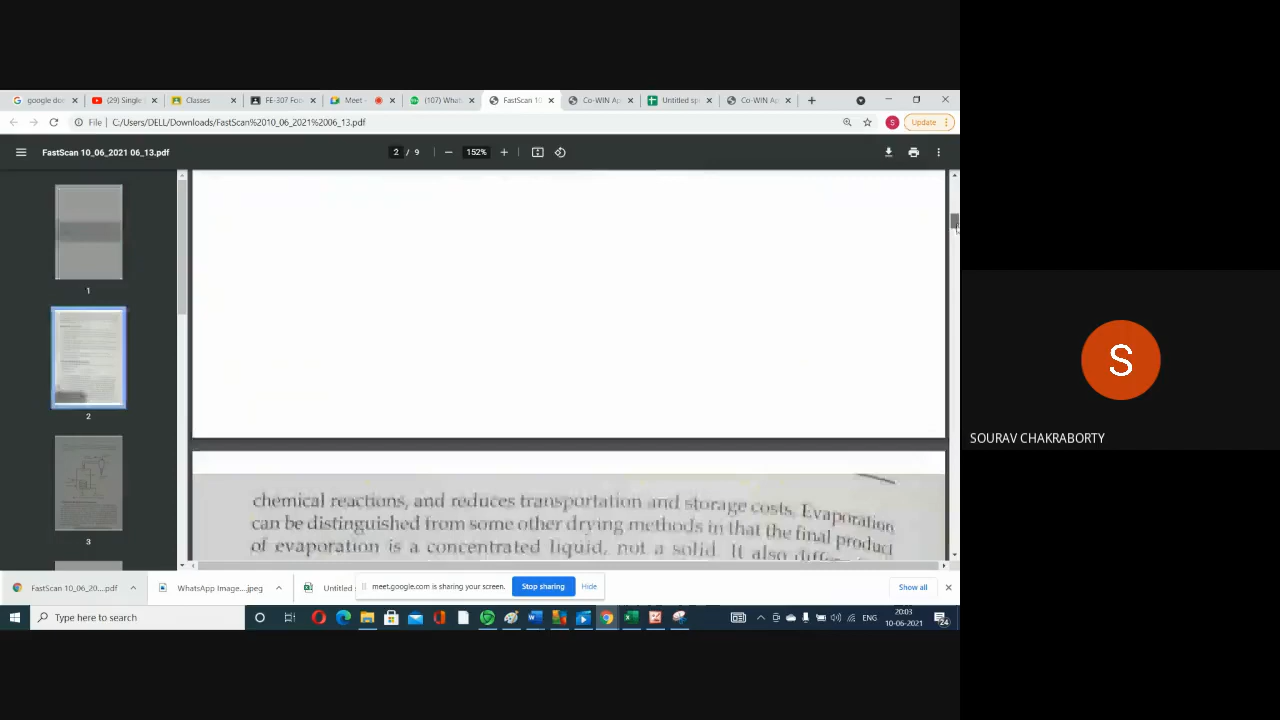 google doc
(29) Single
Classes
FE-307 Foo
Meet -
(107) What
FastScan 10
Co-WIN Ap
Untitled sp
Co-WIN Ap
File | C:/Users/DELL/Downloads/FastScan%2010_06_2021%2006_13.pdf
S
Update
FastScan 10_06_2021 06_13.pdf
2 / 9
152%
1
2
3
chemical reactions, and reduces transportation and storage costs. Evaporation
can be distinguished from some other drying methods in that the final product
of evaporation is a concentrated liquid, not a solid. It also
S
SOURAV CHAKRABORTY
FastScan 10_06_20....pdf
WhatsApp Image....jpeg
Untitled
meet.google.com is sharing your screen.
Stop sharing
Hide
Show all
Type here to search
ENG
20:03
10-06-2021
24